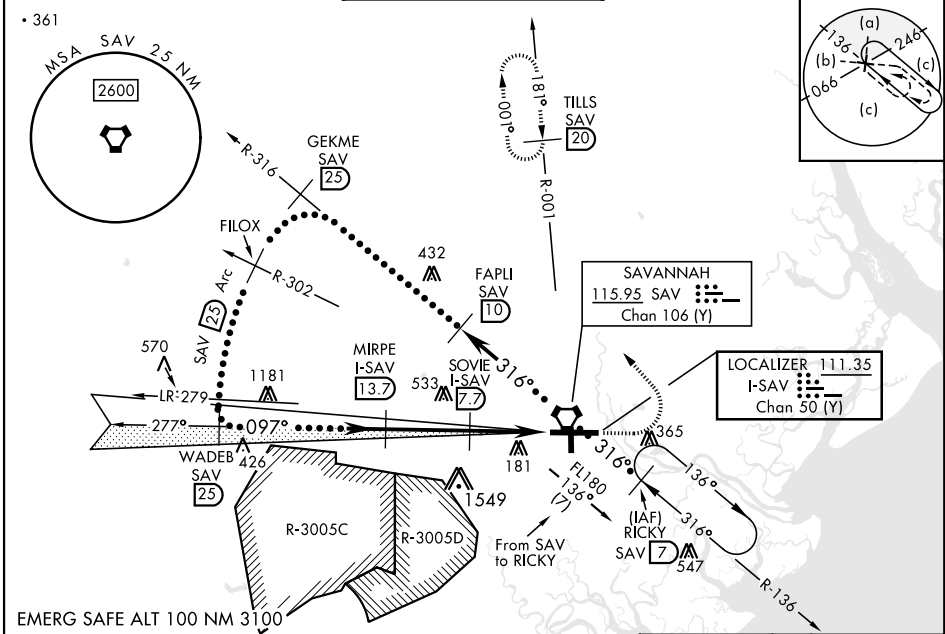 • 361
MSA SAV 25 NM
2600
GEKME
SAV
25
R-316
FILOX
R-302
SAV 25 Arc
432
FAPLI
SAV
10
316°
181°
001°
TILLS
SAV
20
R-001
136
(a)
246
(b)
(c)
066
(c)
SAVANNAH
115.95 SAV
Chan 106 (Y)
LOCALIZER 111.35
I-SAV
Chan 50 (Y)
570
LR-279
1181
MIRPE
I-SAV
13.7
533
SOVIE
I-SAV
7.7
277°
097°
WADEB
SAV
25
426
181
365
316°
136°
316°
FL180
136°
(7)
From SAV
to RICKY
(IAF)
RICKY
SAV 7
547
R-136
1549
R-3005C
R-3005D
EMERG SAFE ALT 100 NM 3100